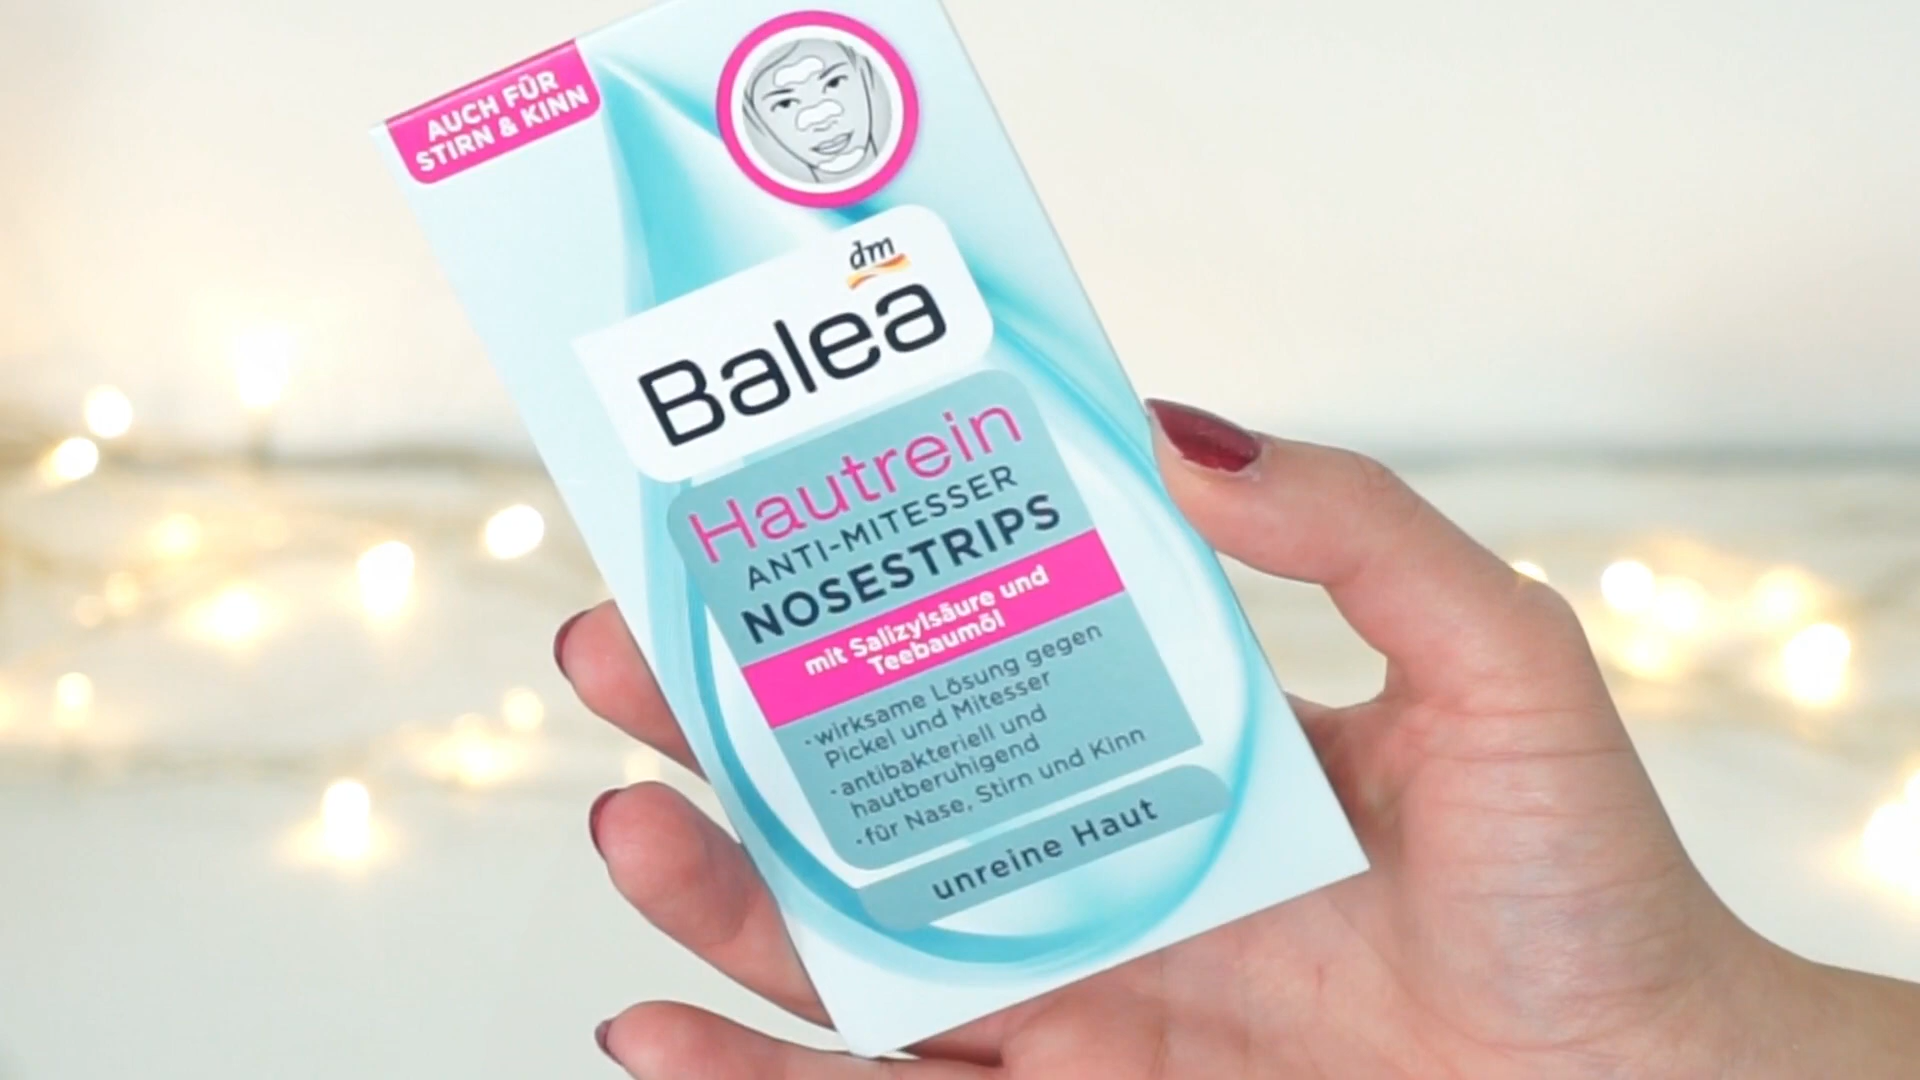 AUCH FÜR
STIRN & KINN
dm
Balea
Hautrein
ANTI-MITESSER
NOSESTRIPS
mit Salizylsäure und
Teebaumöl
· wirksame Lösung gegen
Pickel und Mitesser
· antibakteriell und
hautberuhigend
· für Nase, Stirn und Kinn
unreine Haut